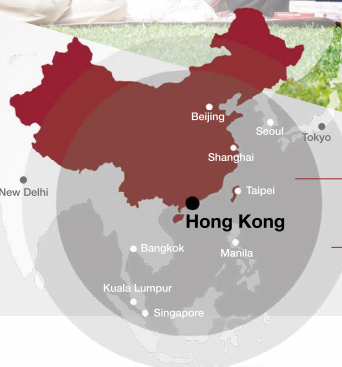 Beijing
Seoul
Tokyo
Shanghai
New Delhi
Taipei
Hong Kong
Bangkok
Manila
Kuala Lumpur
Singapore